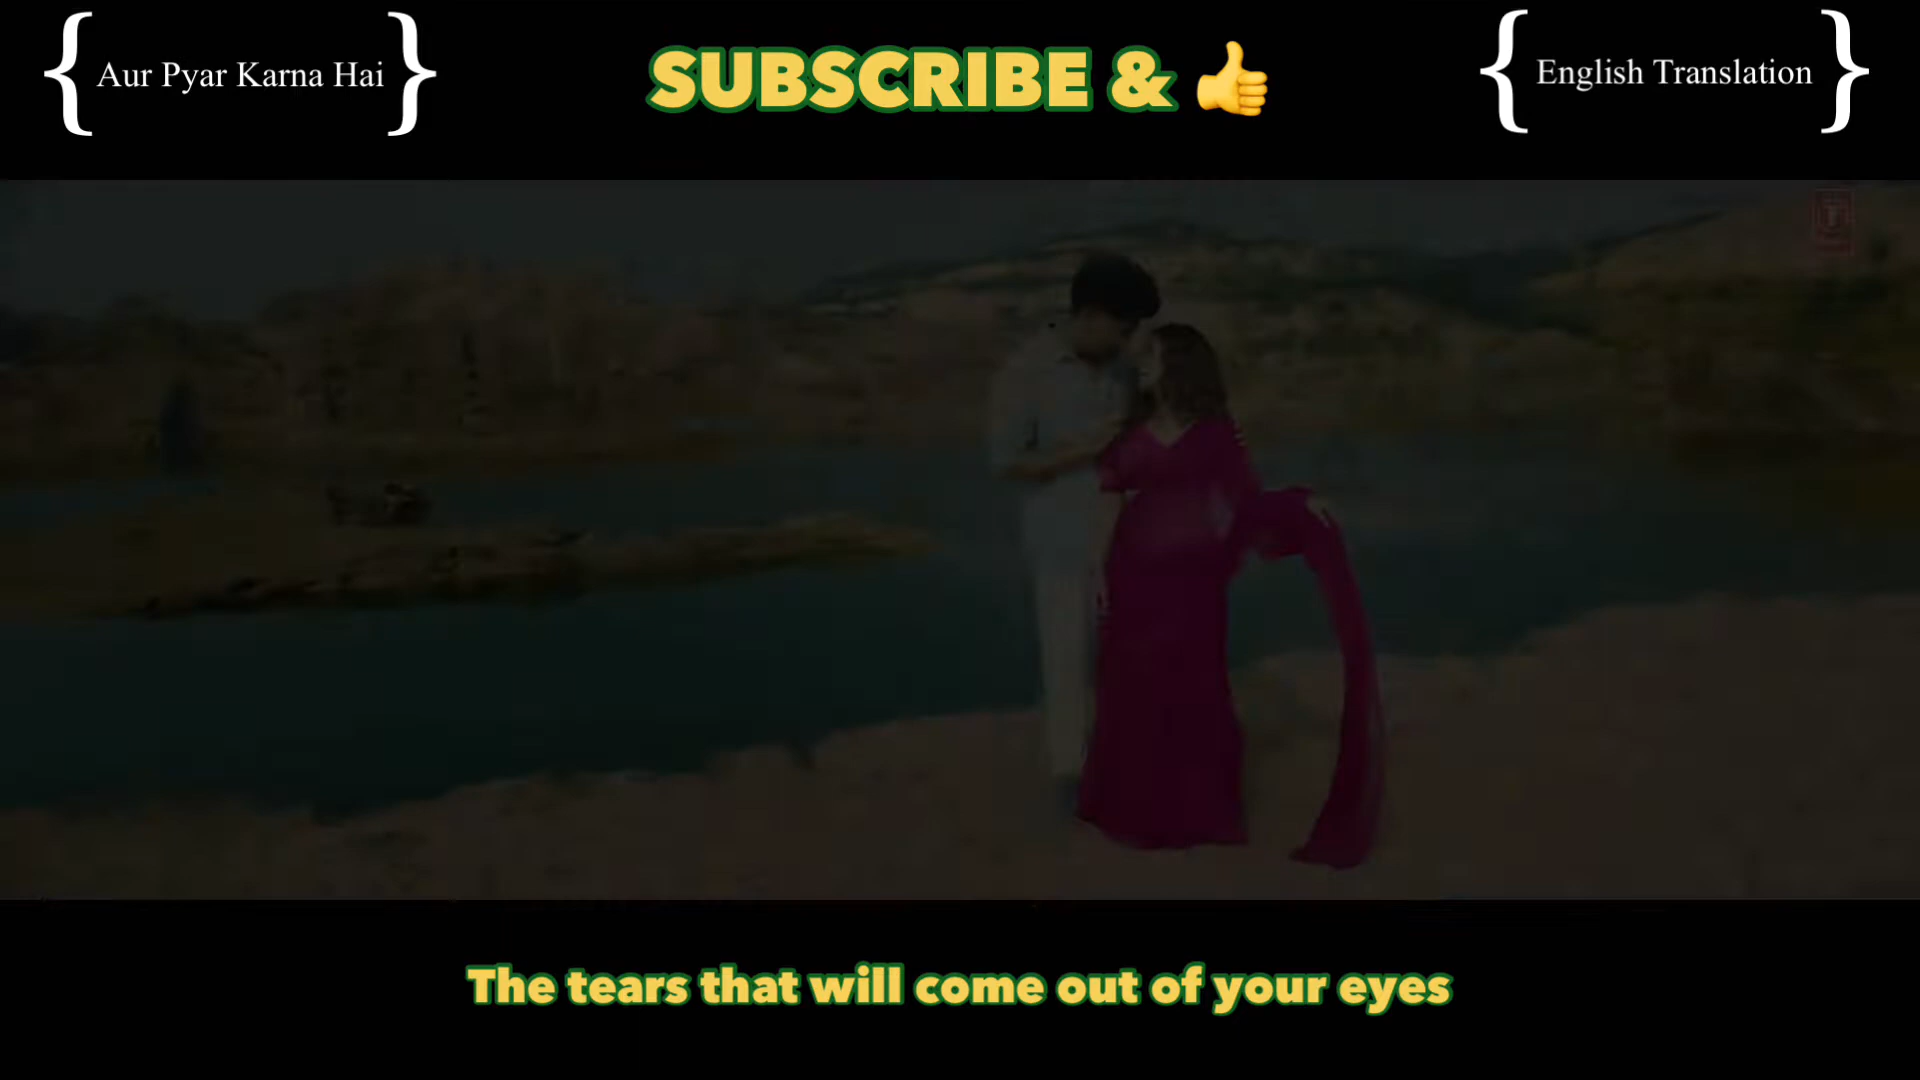 Aur Pyar Karna Hai
SUBSCRIBE & 👍
English Translation
The tears that will come out of your eyes